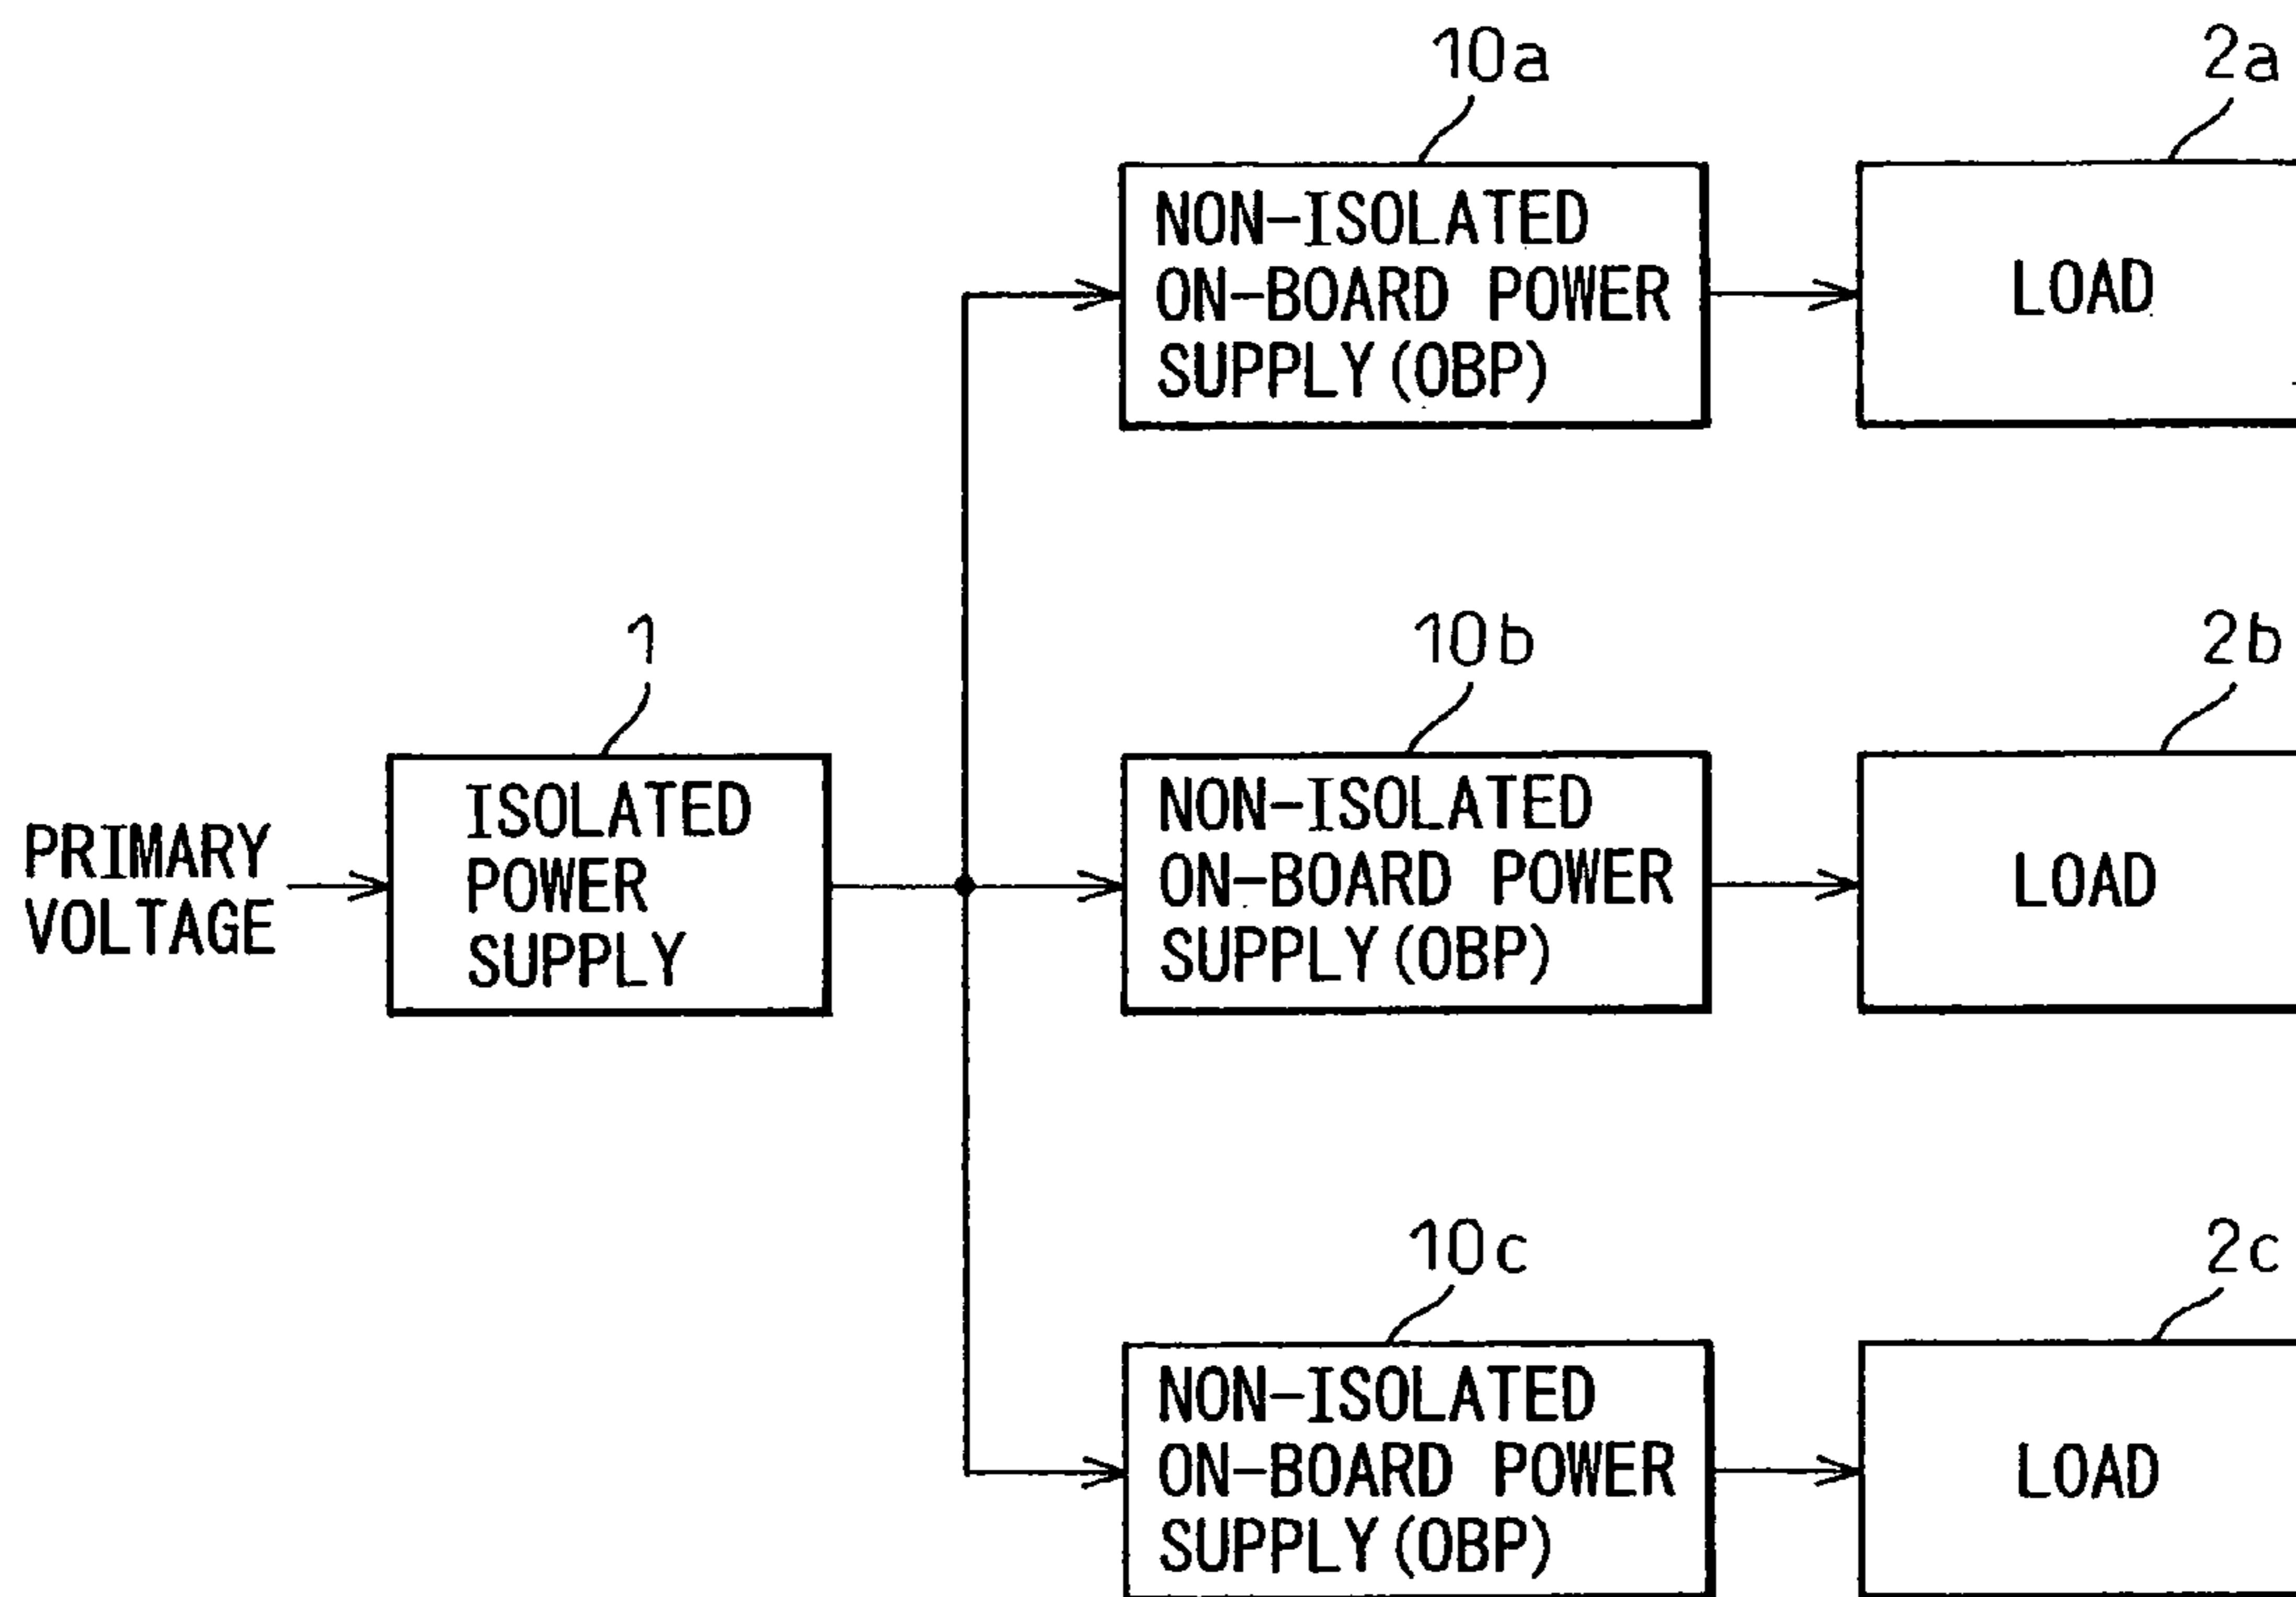 10a
2a
NON-ISOLATED
ON-BOARD POWER
SUPPLY(OBP)
LOAD
1
10b
2b
PRIMARY
VOLTAGE
ISOLATED
POWER
SUPPLY
NON-ISOLATED
ON-BOARD POWER
SUPPLY(OBP)
LOAD
10c
2c
NON-ISOLATED
ON-BOARD POWER
SUPPLY(OBP)
LOAD